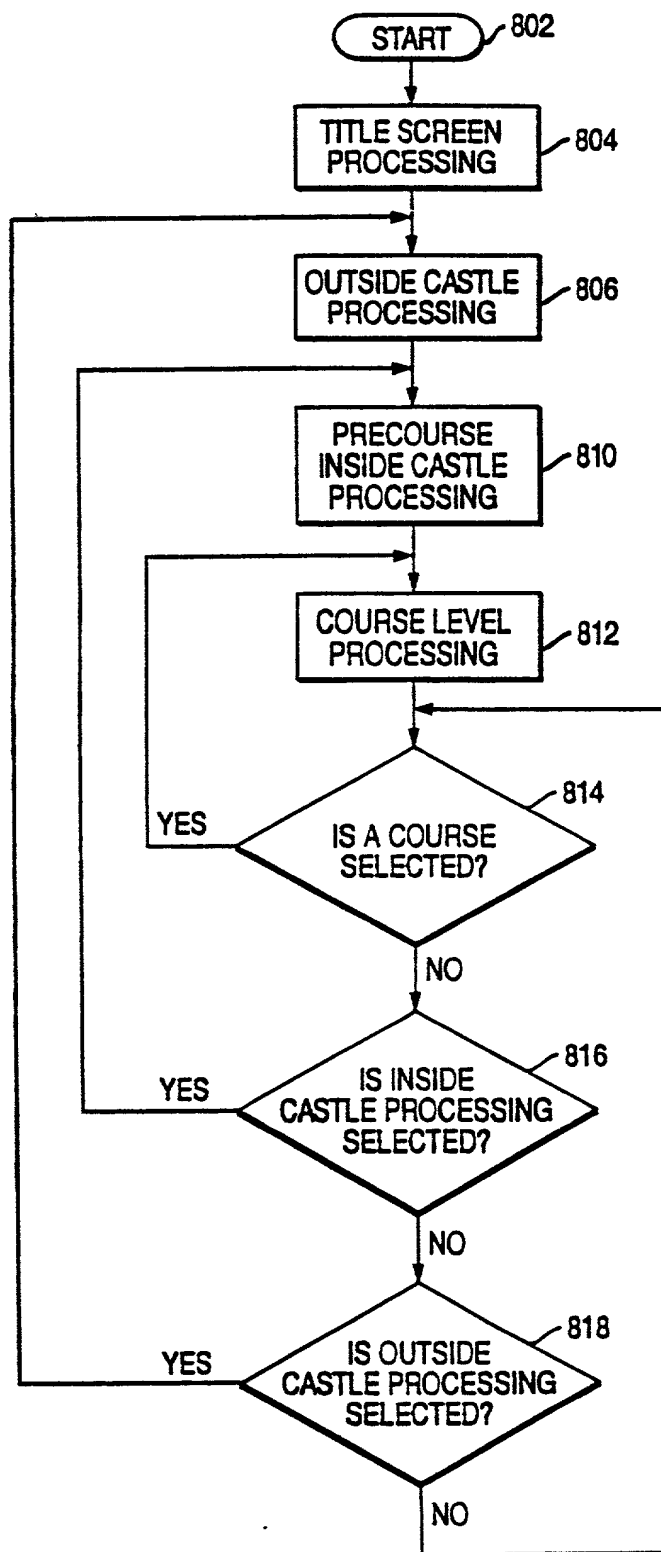 START
802
TITLE SCREEN
PROCESSING
804
OUTSIDE CASTLE
PROCESSING
806
PRECOURSE
INSIDE CASTLE
PROCESSING
810
COURSE LEVEL
PROCESSING
812
814
YES
IS A COURSE
SELECTED?
NO
816
YES
IS INSIDE
CASTLE PROCESSING
SELECTED?
NO
818
YES
IS OUTSIDE
CASTLE PROCESSING
SELECTED?
NO